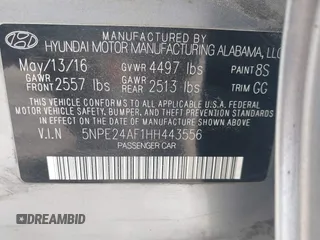 MANUFACTURED BY
HYUNDAI MOTOR MANUFACTURING ALABAMA, LLC
May/13/16 GVWR 4497 lbs PAINT 8S
GAWR FRONT 2557 lbs GAWR REAR 2513 lbs TRIM GG
THIS VEHICLE CONFORMS TO ALL APPLICABLE FEDERAL
MOTOR VEHICLE SAFETY, BUMPER, AND THEFT PREVENTION
STANDARDS IN EFFECT ON THE DATE OF MANUFACTURE
SHOWN ABOVE.
V.I.N 5NPE24AF1HH443556
PASSENGER CAR
DREAMBID